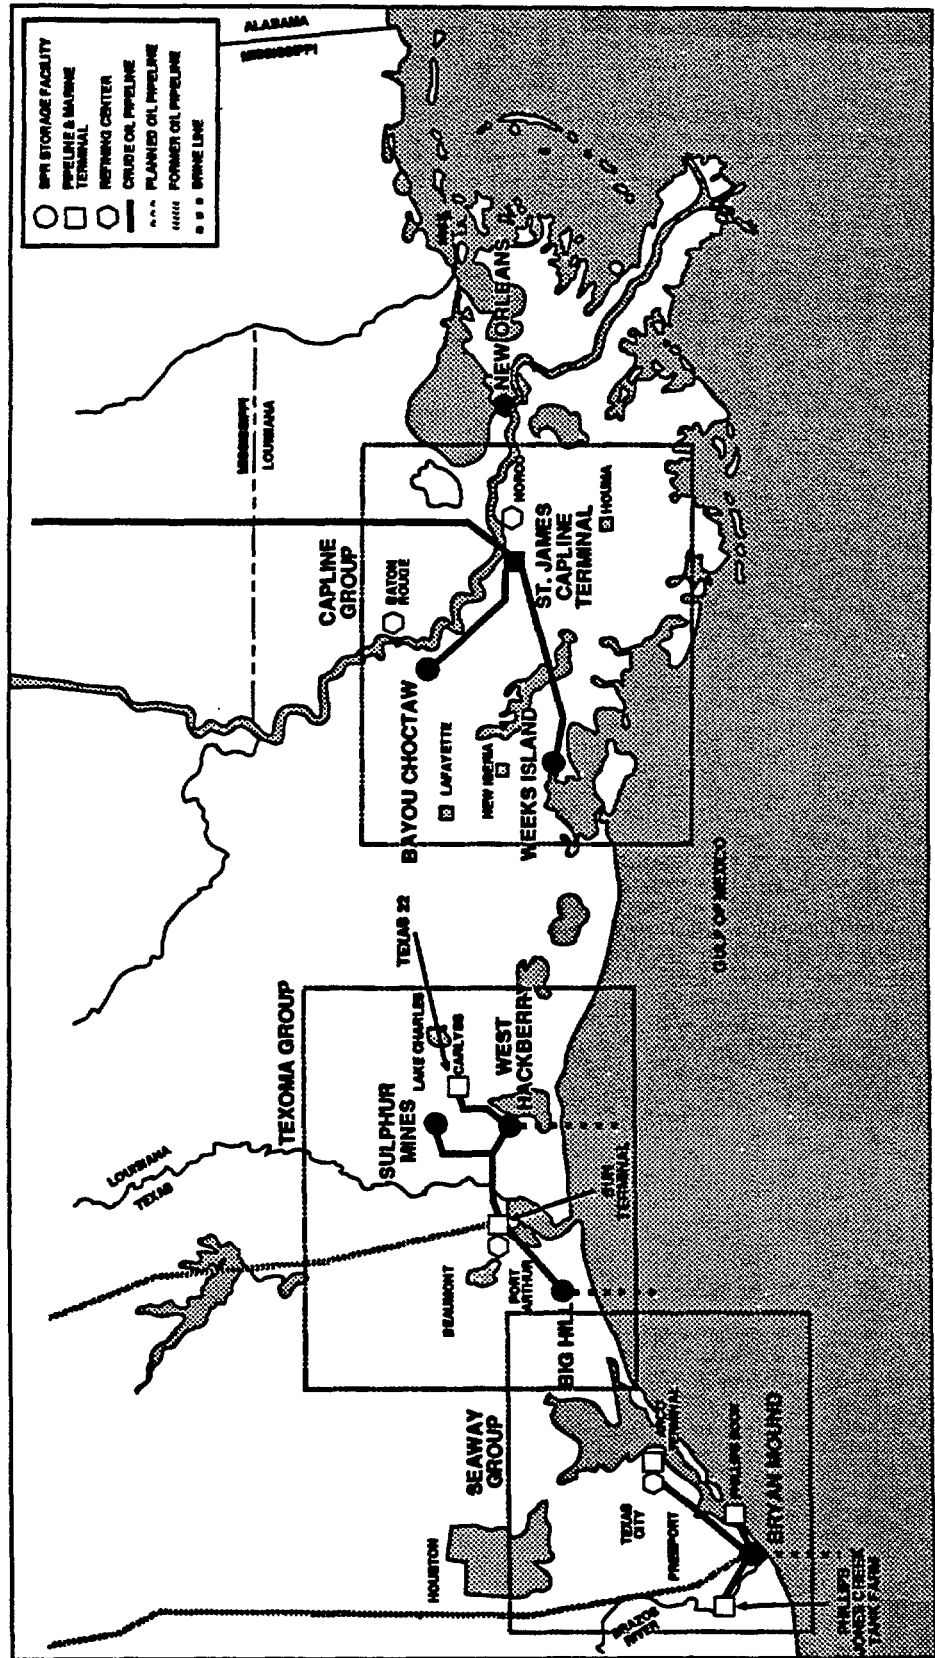 SPR STORAGE FACILITY
PIPELINE & MARINE
TERMINAL
REFINING CENTER
CRUDE OIL PIPELINE
PLANNED OIL PIPELINE
FORMER OIL PIPELINE
BRINE LINE
ALABAMA
MISSISSIPPI
MISSISSIPPI
LOUISIANA
NEW ORLEANS
CAPLINE
GROUP
BATON
ROUGE
NORCO
HOUMA
ST. JAMES
CAPLINE
TERMINAL
BAYOU CHOCTAW
LAFAYETTE
NEW IBERIA
WEEKS ISLAND
GULF OF MEXICO
TEXOMA GROUP
TEXAS 22
LAKE CHARLES
CARLYSS
WEST
HACKBERRY
SULPHUR
MINES
LOUISIANA
TEXAS
SUN
TERMINAL
BEAUMONT
PORT
ARTHUR
BIG HILL
SEAWAY
GROUP
ARCO
TERMINAL
PHILLIPS DOCK
BRYAN MOUND
TEXAS
CITY
FREEPORT
HOUSTON
BRAZOS
RIVER
PHILLIPS
JONES CREEK
TANK FARM